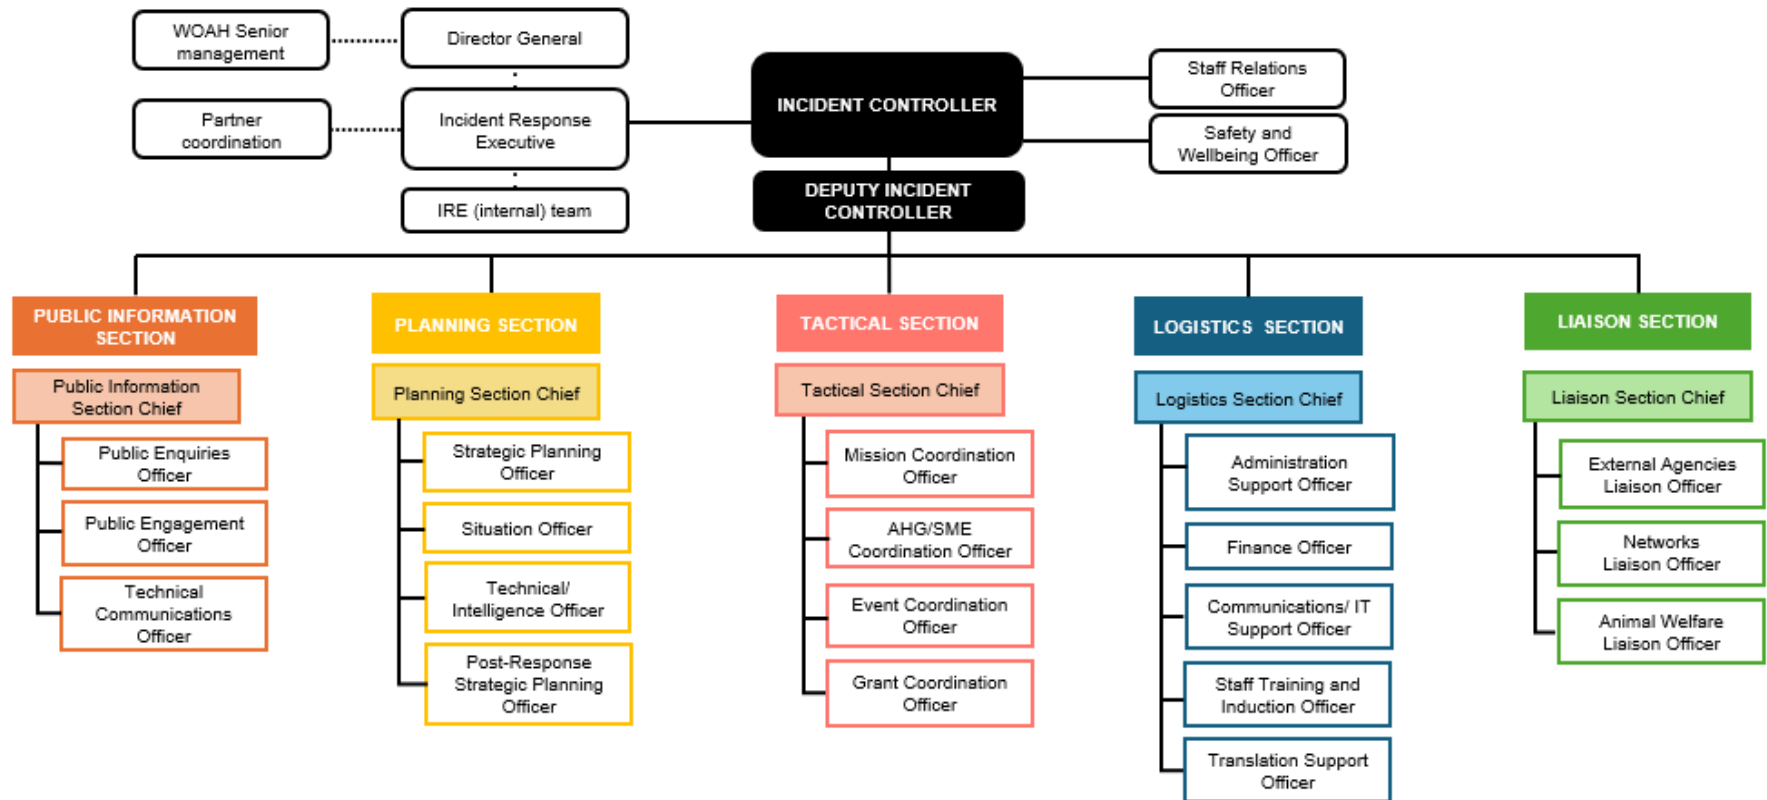 WOAH Senior
management
Director General
Partner
coordination
Incident Response
Executive
IRE (internal) team
INCIDENT CONTROLLER
DEPUTY INCIDENT
CONTROLLER
Staff Relations
Officer
Safety and
Wellbeing Officer
PUBLIC INFORMATION
SECTION
Public Information
Section Chief
Public Enquiries
Officer
Public Engagement
Officer
Technical
Communications
Officer
PLANNING SECTION
Planning Section Chief
Strategic Planning
Officer
Situation Officer
Technical/
Intelligence Officer
Post-Response
Strategic Planning
Officer
TACTICAL SECTION
Tactical Section Chief
Mission Coordination
Officer
AHG/SME
Coordination Officer
Event Coordination
Officer
Grant Coordination
Officer
LOGISTICS SECTION
Logistics Section Chief
Administration
Support Officer
Finance Officer
Communications/ IT
Support Officer
Staff Training and
Induction Officer
Translation Support
Officer
LIAISON SECTION
Liaison Section Chief
External Agencies
Liaison Officer
Networks
Liaison Officer
Animal Welfare
Liaison Officer